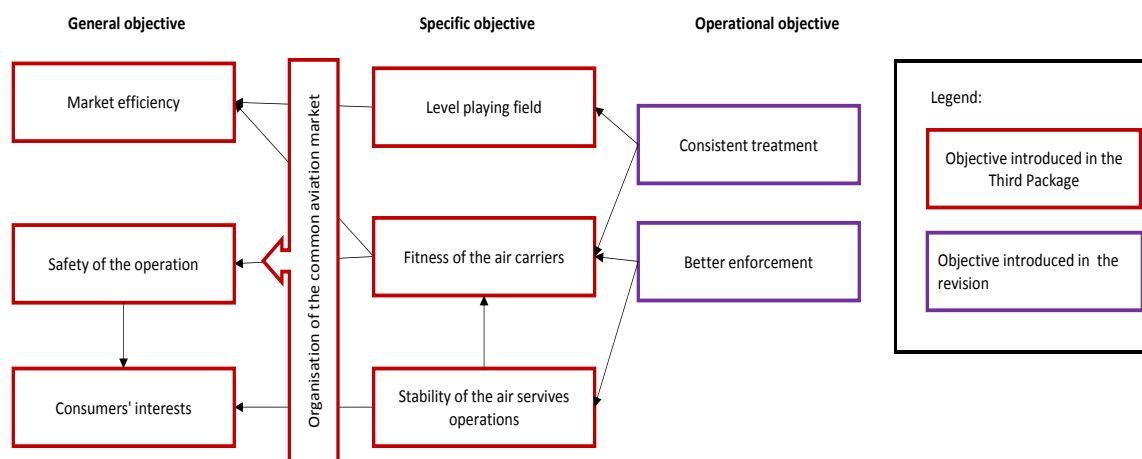 General objective
Specific objective
Operational objective
Market efficiency
Safety of the operation
Consumers' interests
Organisation of the common aviation market
Level playing field
Fitness of the air carriers
Stability of the air servives
operations
Consistent treatment
Better enforcement
Legend:
Objective introduced in the
Third Package
Objective introduced in the
revision